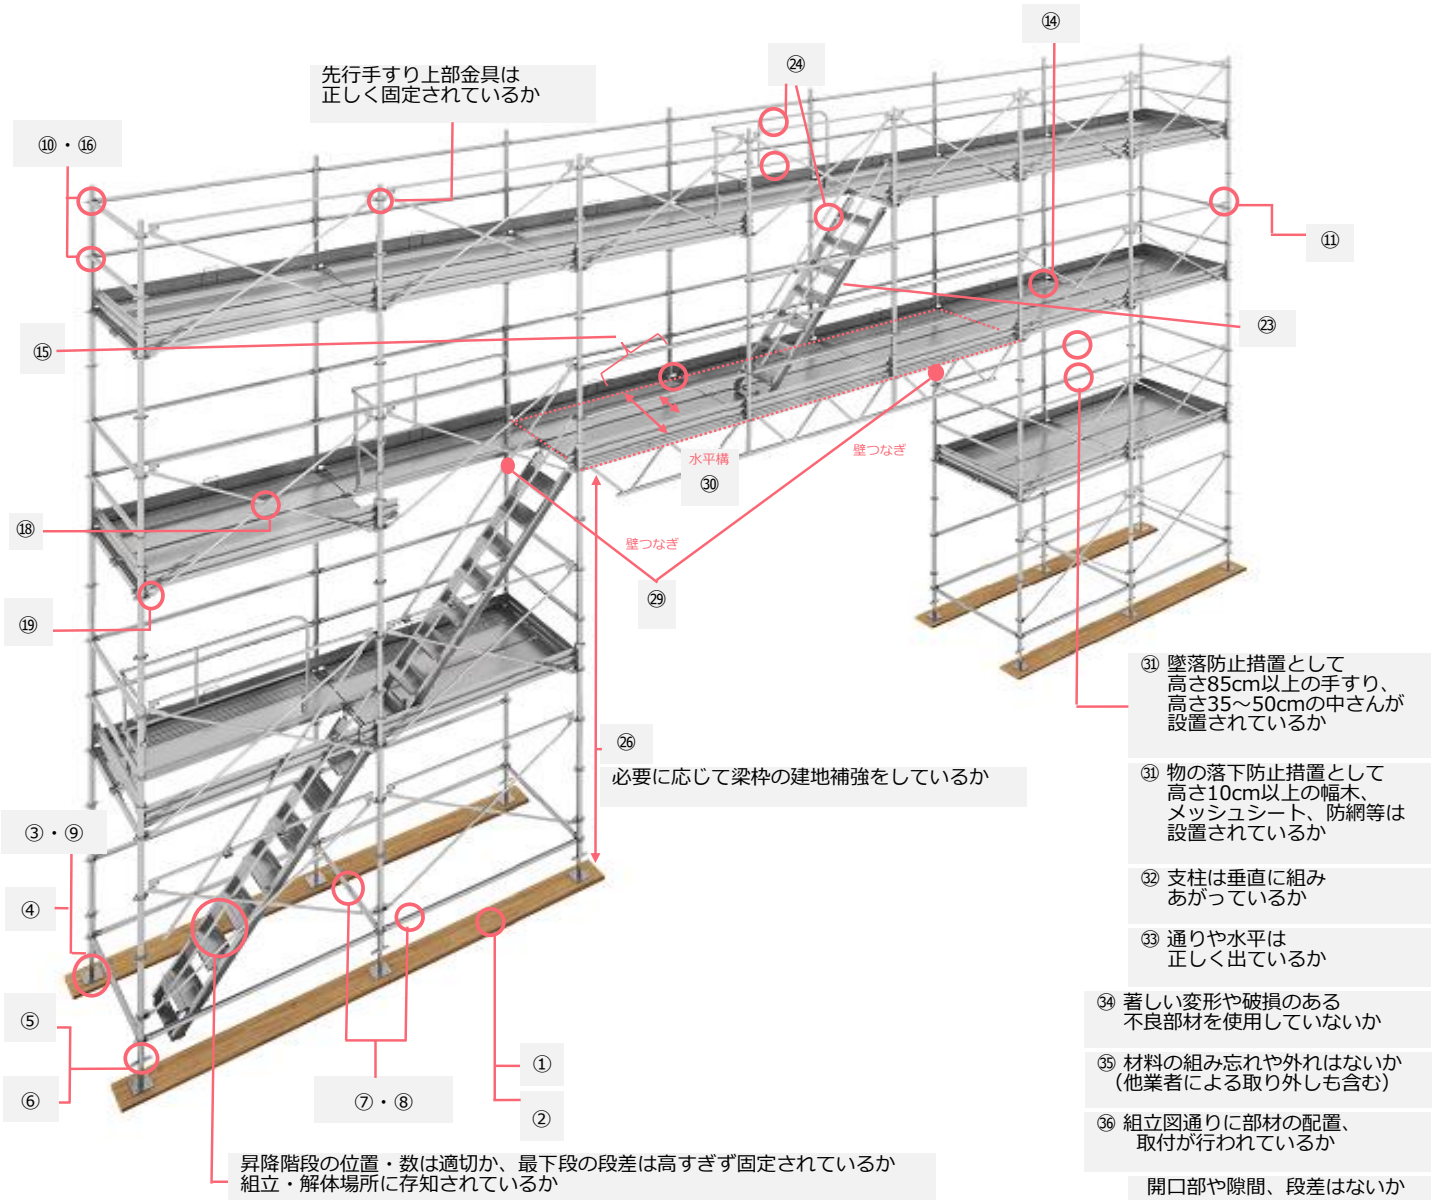 ⑭
㉔
先行手すり上部金具は
正しく固定されているか
⑩・⑯
⑪
㉓
⑮
水平構
㉚
壁つなぎ
⑱
壁つなぎ
㉙
⑲
㉛ 墜落防止措置として
高さ85cm以上の手すり、
高さ35～50cmの中さんが
設置されているか
㉖
必要に応じて梁枠の建地補強をしているか
㉛ 物の落下防止措置として
高さ10cm以上の幅木、
メッシュシート、防網等は
設置されているか
③・⑨
㉜ 支柱は垂直に組み
あがっているか
④
㉝ 通りや水平は
正しく出ているか
㉞ 著しい変形や破損のある
不良部材を使用していないか
⑤
①
㉟ 材料の組み忘れや外れはないか
（他業者による取り外しも含む）
⑥
⑦・⑧
②
㊱ 組立図通りに部材の配置、
取付が行われているか
昇降階段の位置・数は適切か、最下段の段差は高すぎず固定されているか
組立・解体場所に存知されているか
開口部や隙間、段差はないか